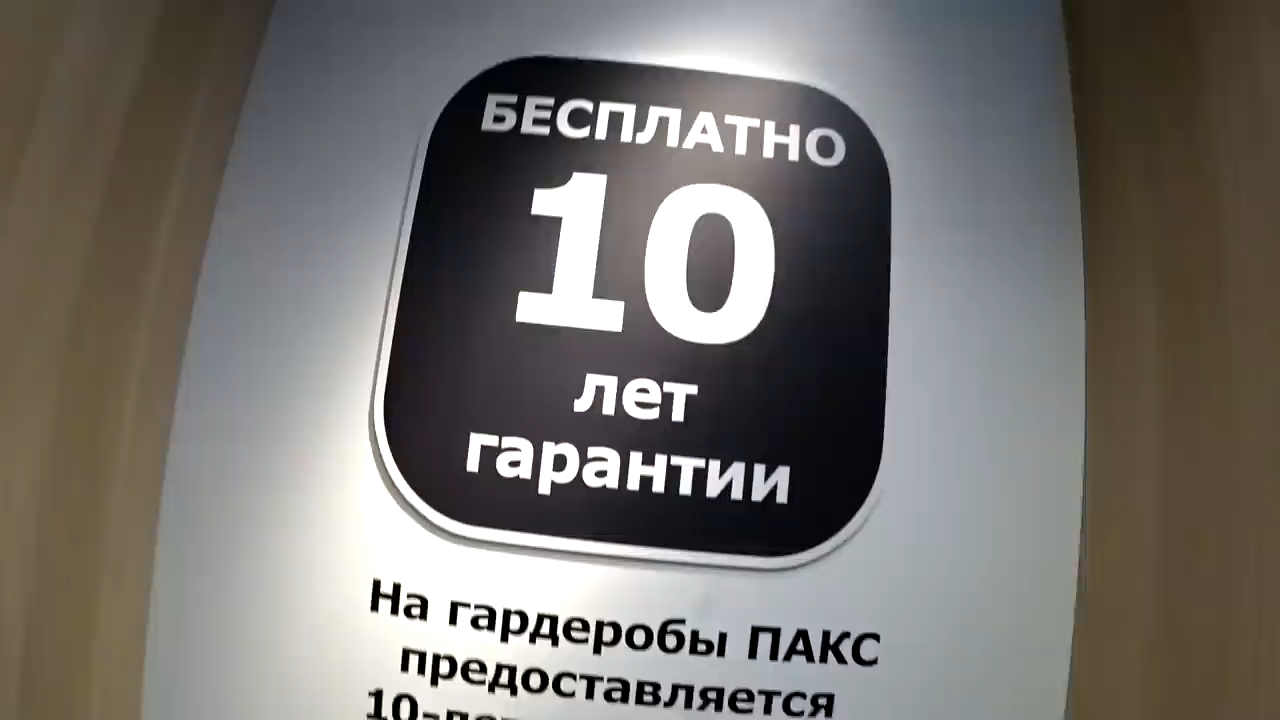 БЕСПЛАТНО
10
лет
гарантии
На гардеробы ПАКС
предоставляется